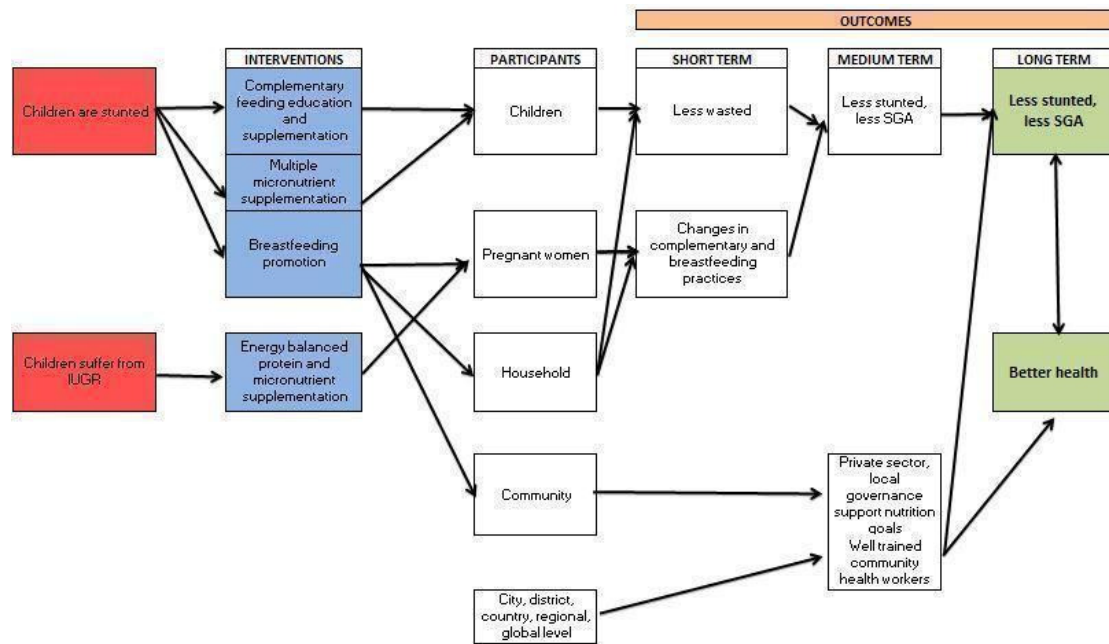 OUTCOMES
INTERVENTIONS
PARTICIPANTS
SHORT TERM
MEDIUM TERM
LONG TERM
Children are stunted
Complementary
feeding education
and
supplementation
Multiple
micronutrient
supplementation
Breastfeeding
promotion
Children
Less wasted
Less stunted,
less SGA
Less stunted,
less SGA
Pregnant women
Changes in
complementary and
breastfeeding
practices
Children suffer from
IUGR
Energy balanced
protein and
micronutrient
supplementation
Household
Better health
Community
Private sector,
local
governance
support nutrition
goals
Well trained
community
health workers
City, district,
country, regional,
global level